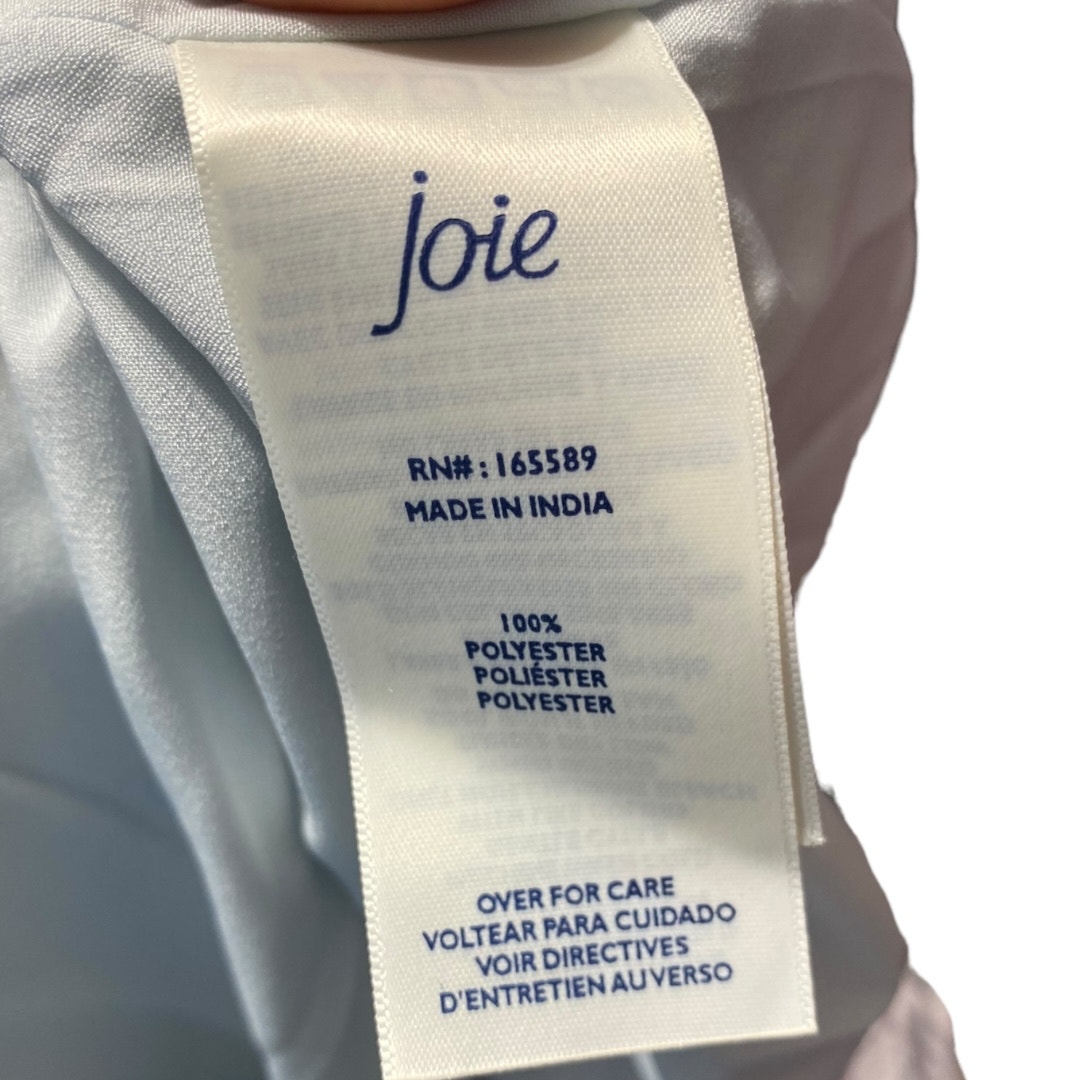 joie
RN# : 165589
MADE IN INDIA
100%
POLYESTER
POLIÉSTER
POLYESTER
OVER FOR CARE
VOLTEAR PARA CUIDADO
VOIR DIRECTIVES
D'ENTRETIEN AU VERSO